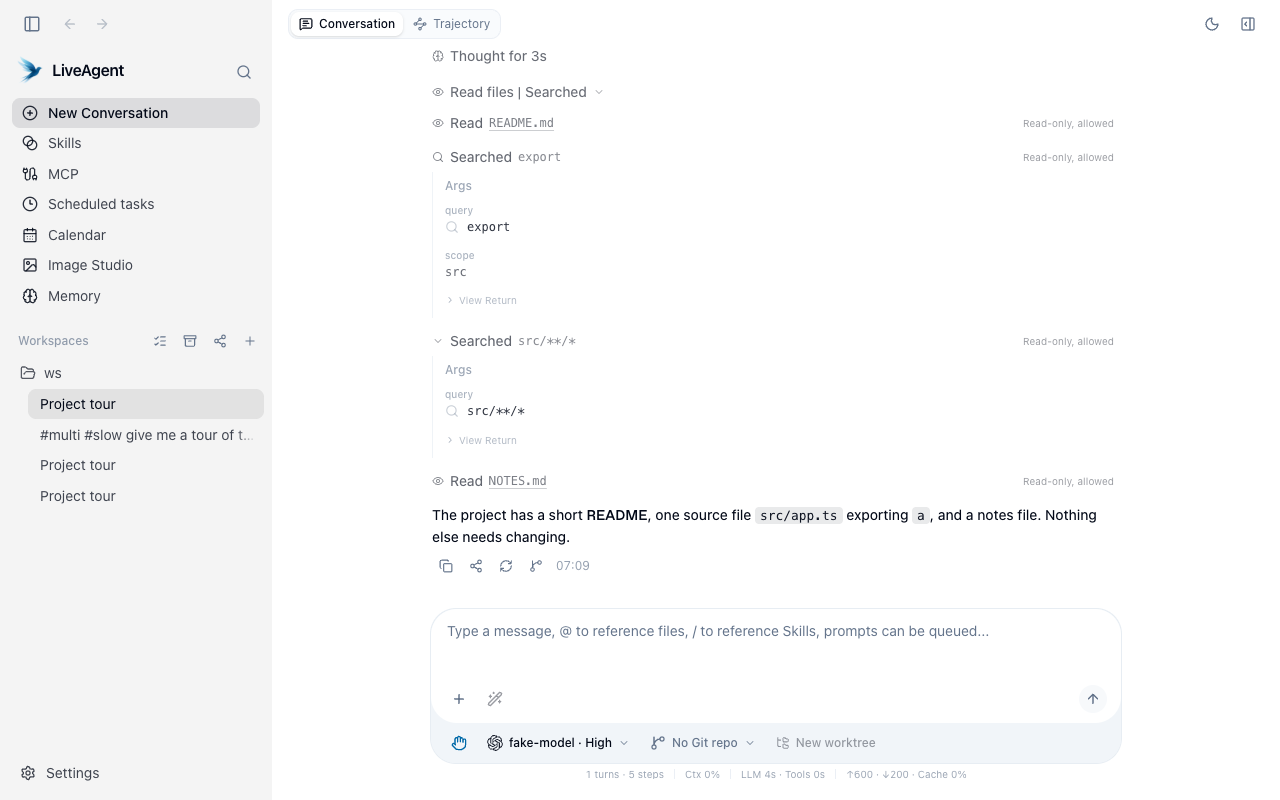 Conversation
Trajectory
LiveAgent
New Conversation
Skills
MCP
Scheduled tasks
Calendar
Image Studio
Memory
Workspaces
ws
Project tour
#multi #slow give me a tour of t...
Project tour
Project tour
Settings
Thought for 3s
Read files | Searched
Read README.md Read-only, allowed
Searched export Read-only, allowed
Args
query
export
scope
src
View Return
Searched src/**/* Read-only, allowed
Args
query
src/**/*
View Return
Read NOTES.md Read-only, allowed
The project has a short README, one source file src/app.ts exporting a, and a notes file. Nothing
else needs changing.
07:09
Type a message, @ to reference files, / to reference Skills, prompts can be queued...
fake-model · High
No Git repo
New worktree
1 turns · 5 steps Ctx 0% LLM 4s · Tools 0s ↑600 · ↓200 · Cache 0%